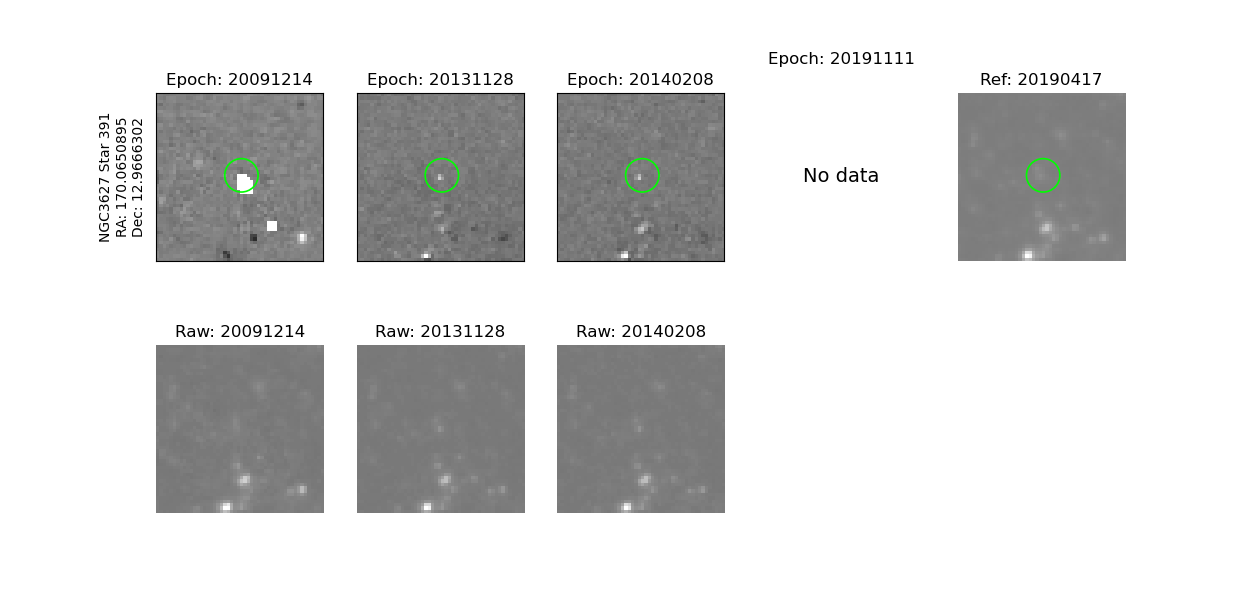 Epoch: 20091214
Epoch: 20131128
Epoch: 20140208
Epoch: 20191111
Ref: 20190417
NGC3627 Star 391
RA: 170.0650895
Dec: 12.9666302
No data
Raw: 20091214
Raw: 20131128
Raw: 20140208